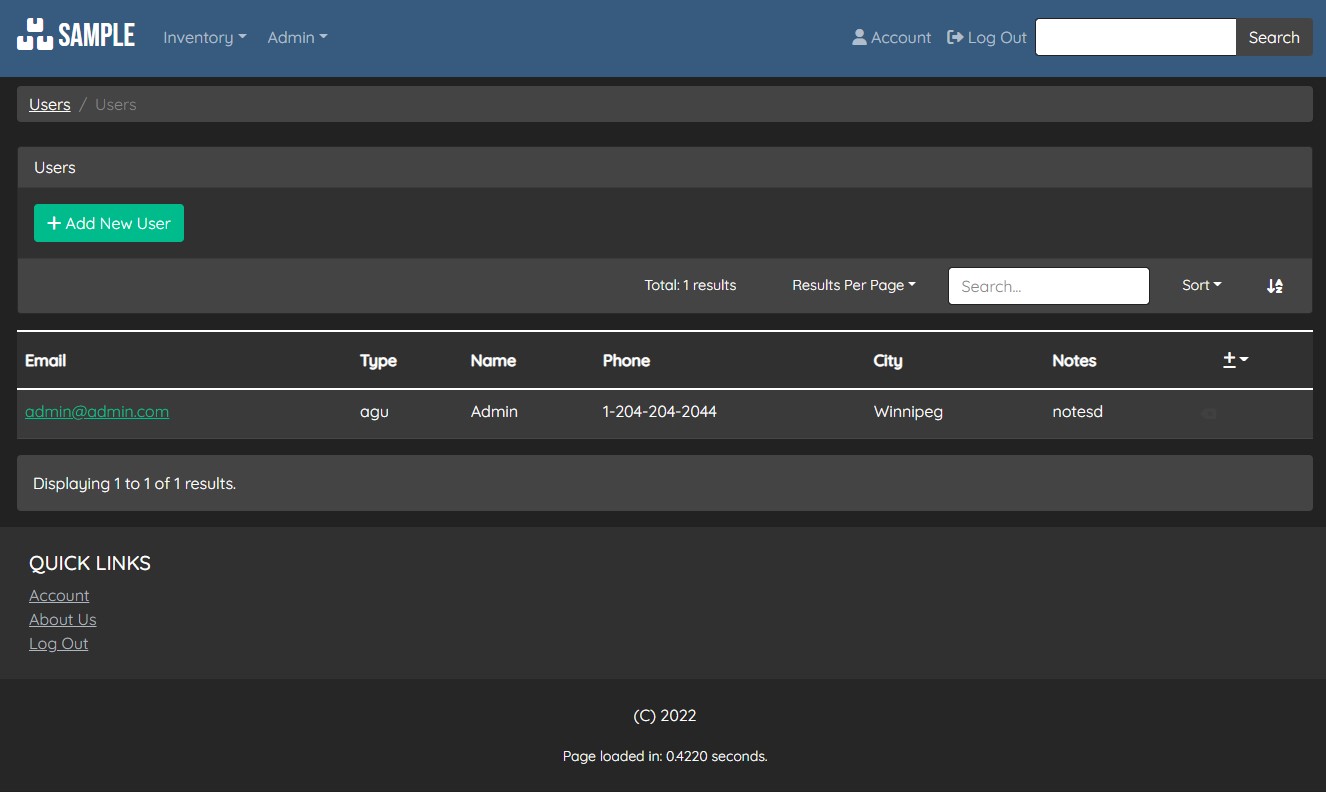 SAMPLE Inventory Admin Account Log Out Search
Users / Users
Users
+ Add New User
Total: 1 results Results Per Page Search... Sort
Email Type Name Phone City Notes ±
admin@admin.com agu Admin 1-204-204-2044 Winnipeg notesd
Displaying 1 to 1 of 1 results.
QUICK LINKS
Account
About Us
Log Out
(C) 2022
Page loaded in: 0.4220 seconds.